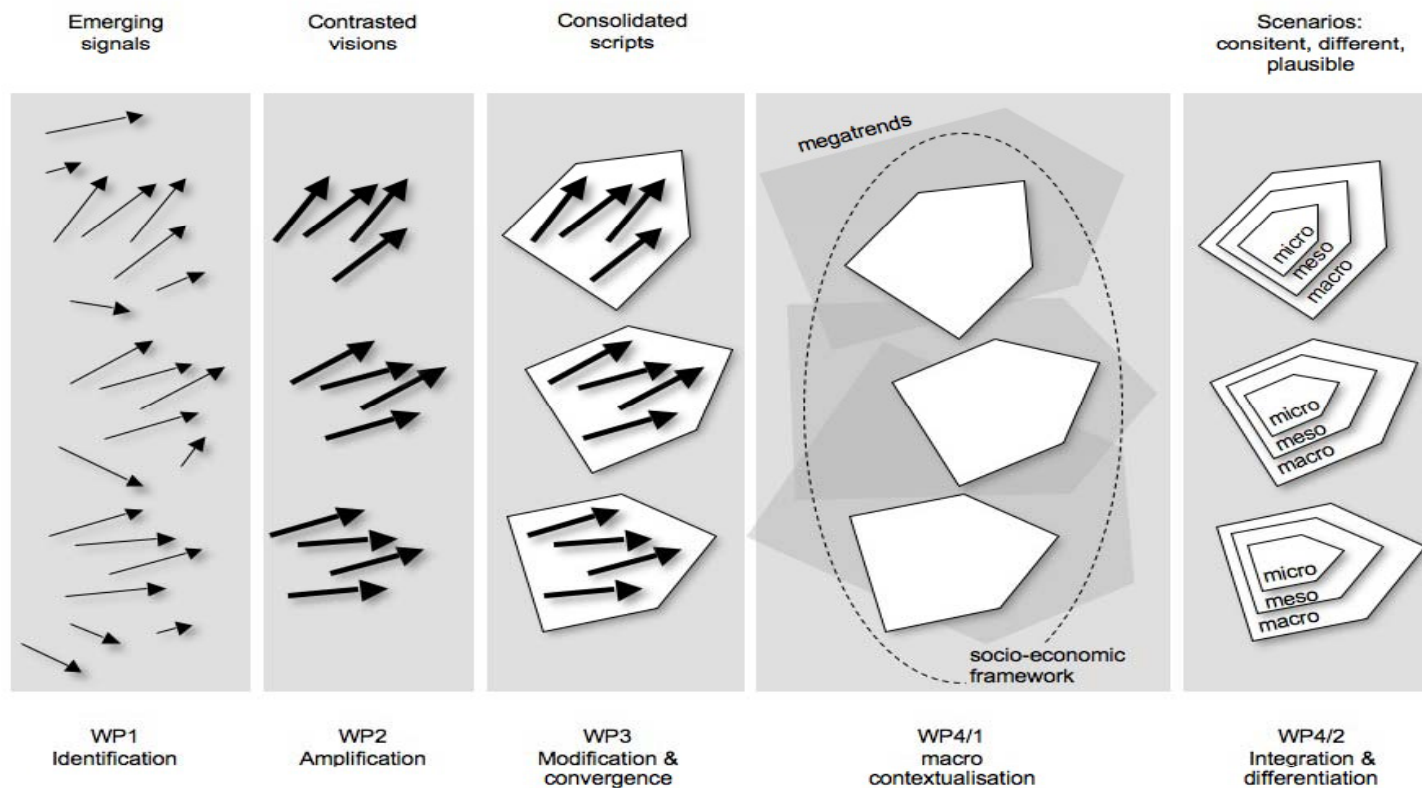 Emerging
signals
Contrasted
visions
Consolidated
scripts
Scenarios:
consitent, different,
plausible
megatrends
socio-economic
framework
micro
meso
macro
micro
meso
macro
micro
meso
macro
WP1
Identification
WP2
Amplification
WP3
Modification &
convergence
WP4/1
macro
contextualisation
WP4/2
Integration &
differentiation